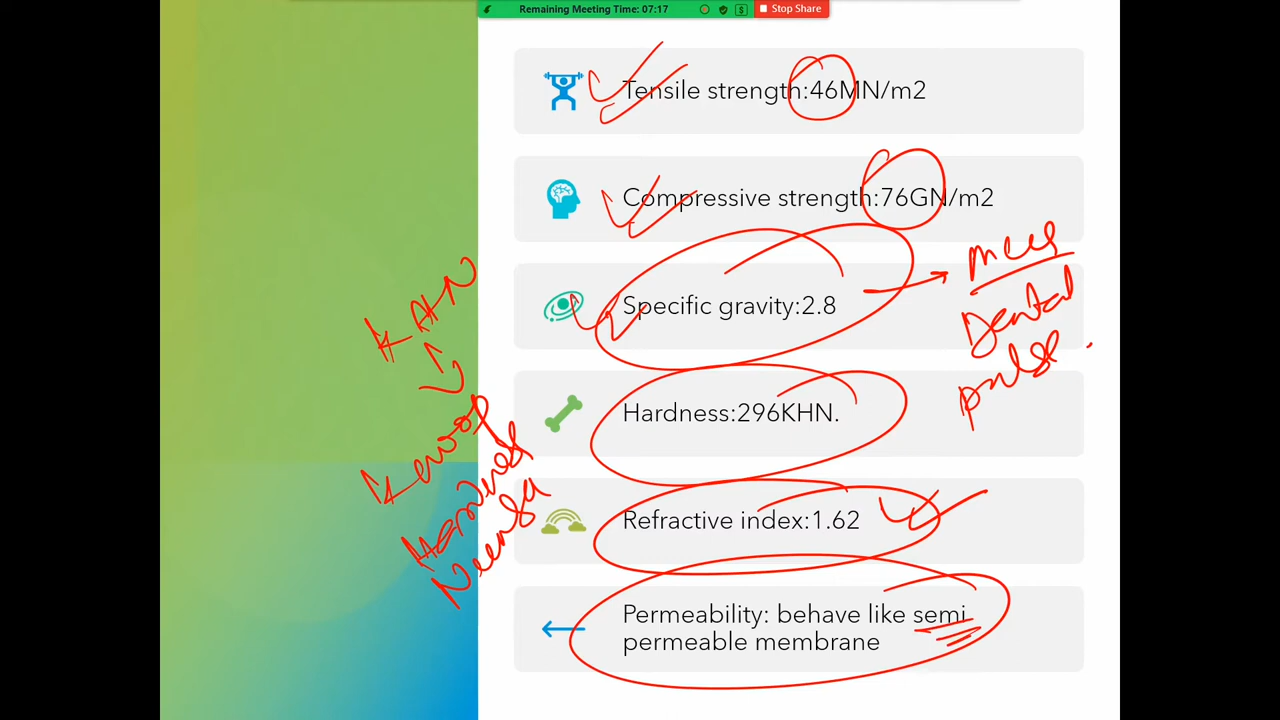 Remaining Meeting Time: 07:17
Stop Share
Tensile strength:46MN/m2
Compressive strength:76GN/m2
Specific gravity:2.8
Hardness:296KHN.
Refractive index:1.62
Permeability: behave like semi
permeable membrane
KHN
Dental